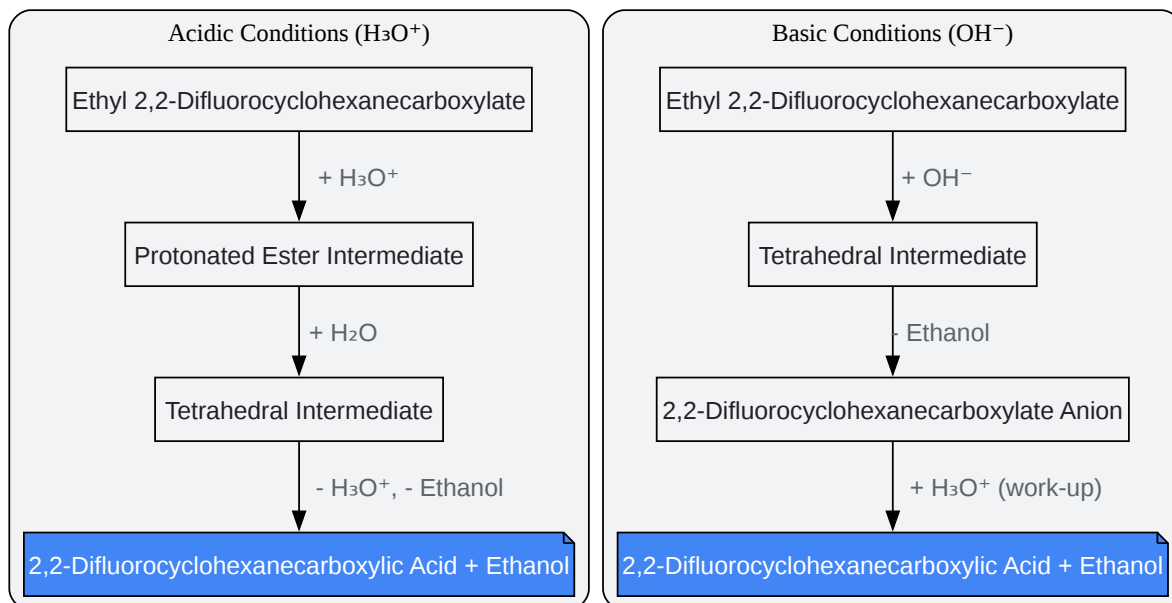 Acidic Conditions (H₃O⁺)
Ethyl 2,2-Difluorocyclohexanecarboxylate
+ H₃O⁺
Protonated Ester Intermediate
+ H₂O
Tetrahedral Intermediate
- H₃O⁺, - Ethanol
2,2-Difluorocyclohexanecarboxylic Acid + Ethanol
Basic Conditions (OH⁻)
Ethyl 2,2-Difluorocyclohexanecarboxylate
+ OH⁻
Tetrahedral Intermediate
- Ethanol
2,2-Difluorocyclohexanecarboxylate Anion
+ H₃O⁺ (work-up)
2,2-Difluorocyclohexanecarboxylic Acid + Ethanol